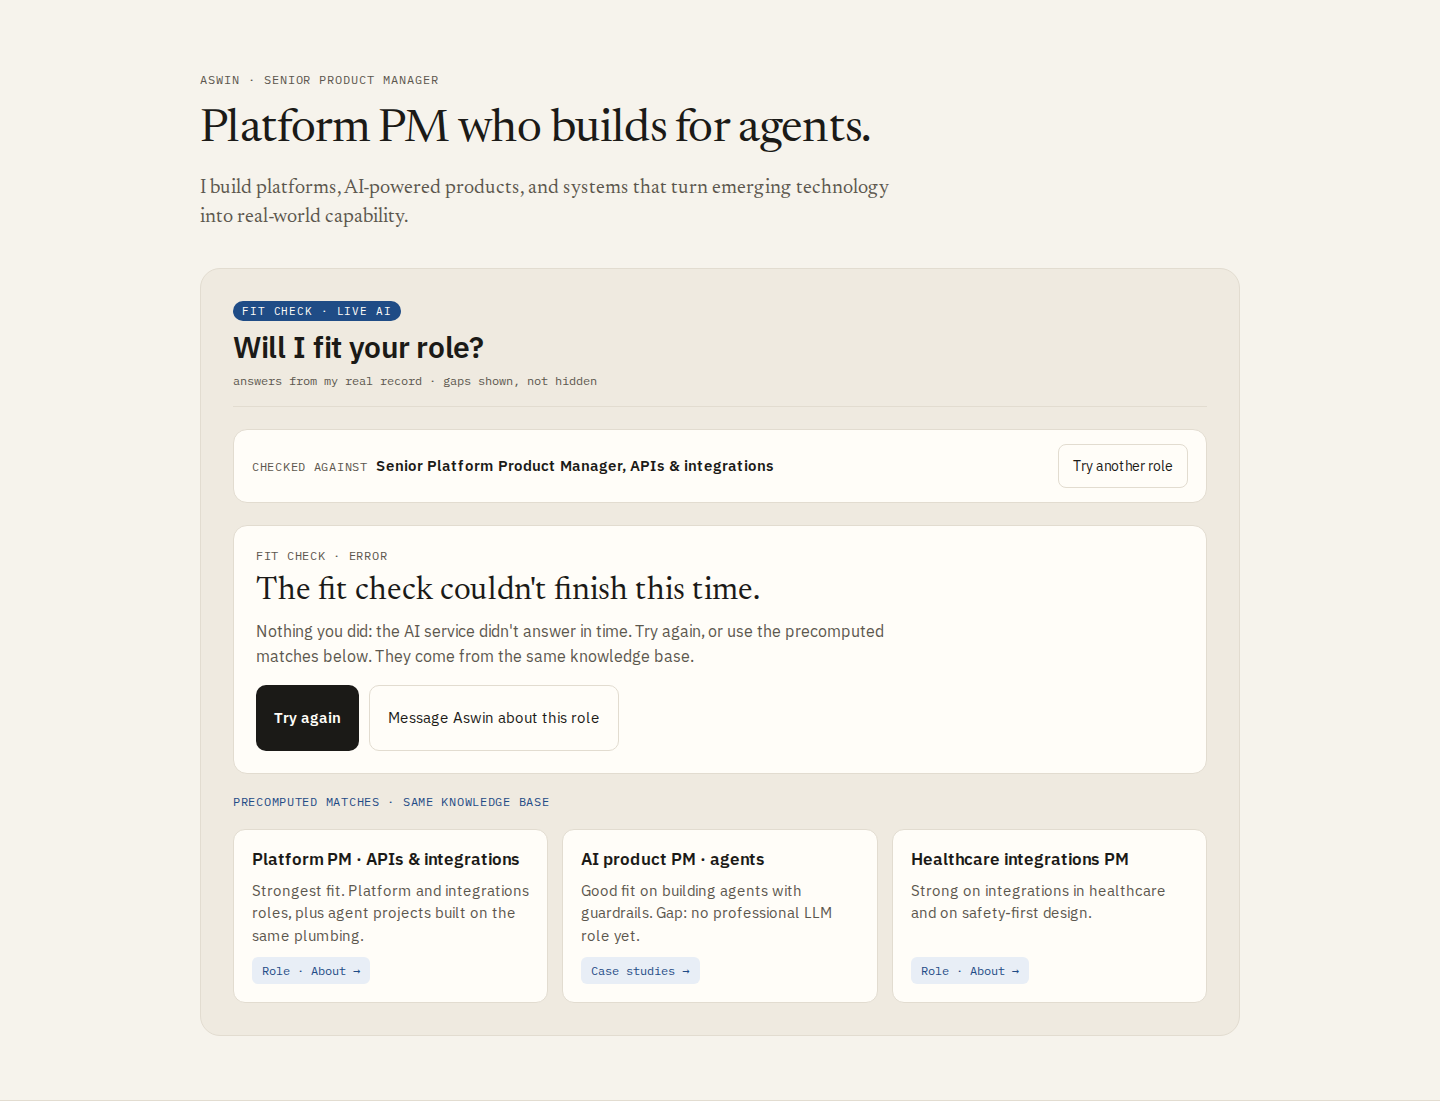 ASWIN · SENIOR PRODUCT MANAGER
Platform PM who builds for agents.
I build platforms, AI-powered products, and systems that turn emerging technology
into real-world capability.
FIT CHECK · LIVE AI
Will I fit your role?
answers from my real record · gaps shown, not hidden
CHECKED AGAINST Senior Platform Product Manager, APIs & integrations
Try another role
FIT CHECK · ERROR
The fit check couldn't finish this time.
Nothing you did: the AI service didn't answer in time. Try again, or use the precomputed
matches below. They come from the same knowledge base.
Try again
Message Aswin about this role
PRECOMPUTED MATCHES · SAME KNOWLEDGE BASE
Platform PM · APIs & integrations
Strongest fit. Platform and integrations
roles, plus agent projects built on the
same plumbing.
Role · About →
AI product PM · agents
Good fit on building agents with
guardrails. Gap: no professional LLM
role yet.
Case studies →
Healthcare integrations PM
Strong on integrations in healthcare
and on safety-first design.
Role · About →